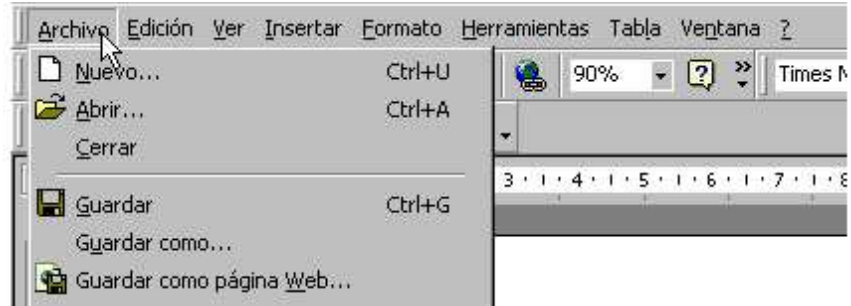 Archivo Edición Ver Insertar Formato Herramientas Tabla Ventana ?
Nuevo... Ctrl+U
90%
Times
Abrir... Ctrl+A
Cerrar
3 · 1 · 4 · 1 · 5 · 1 · 6 · 1 · 7 · 1 · 8
Guardar Ctrl+G
Guardar como...
Guardar como página Web...